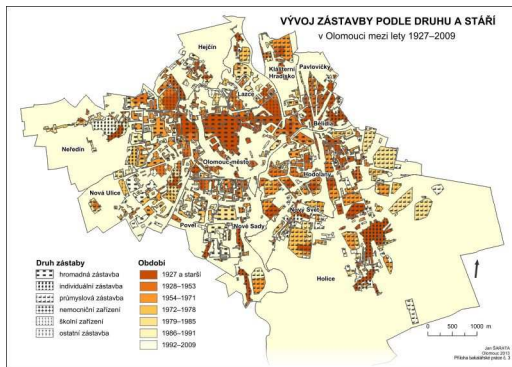 VÝVOJ ZÁSTAVBY PODLE DRUHU A STÁŘÍ
v Olomouci mezi lety 1927–2009
Hejčín
Klášterní
Hradisko
Pavlovičky
Lazce
Bělidla
Neředín
Olomouc-město
Hodolany
Nová Ulice
Nový Svět
Povel
Nové Sady
Holice
Druh zástaby
hromadná zástavba
individuální zástavba
průmyslová zástavba
nemocniční zařízení
školní zařízení
ostatní zástavba
Období
1927 a starší
1928–1953
1954–1971
1972–1978
1979–1985
1986–1991
1992–2009
0 500 1000 m
Jan ŠARATA
Olomouc 2012
Příloha bakalářské práce č. 3